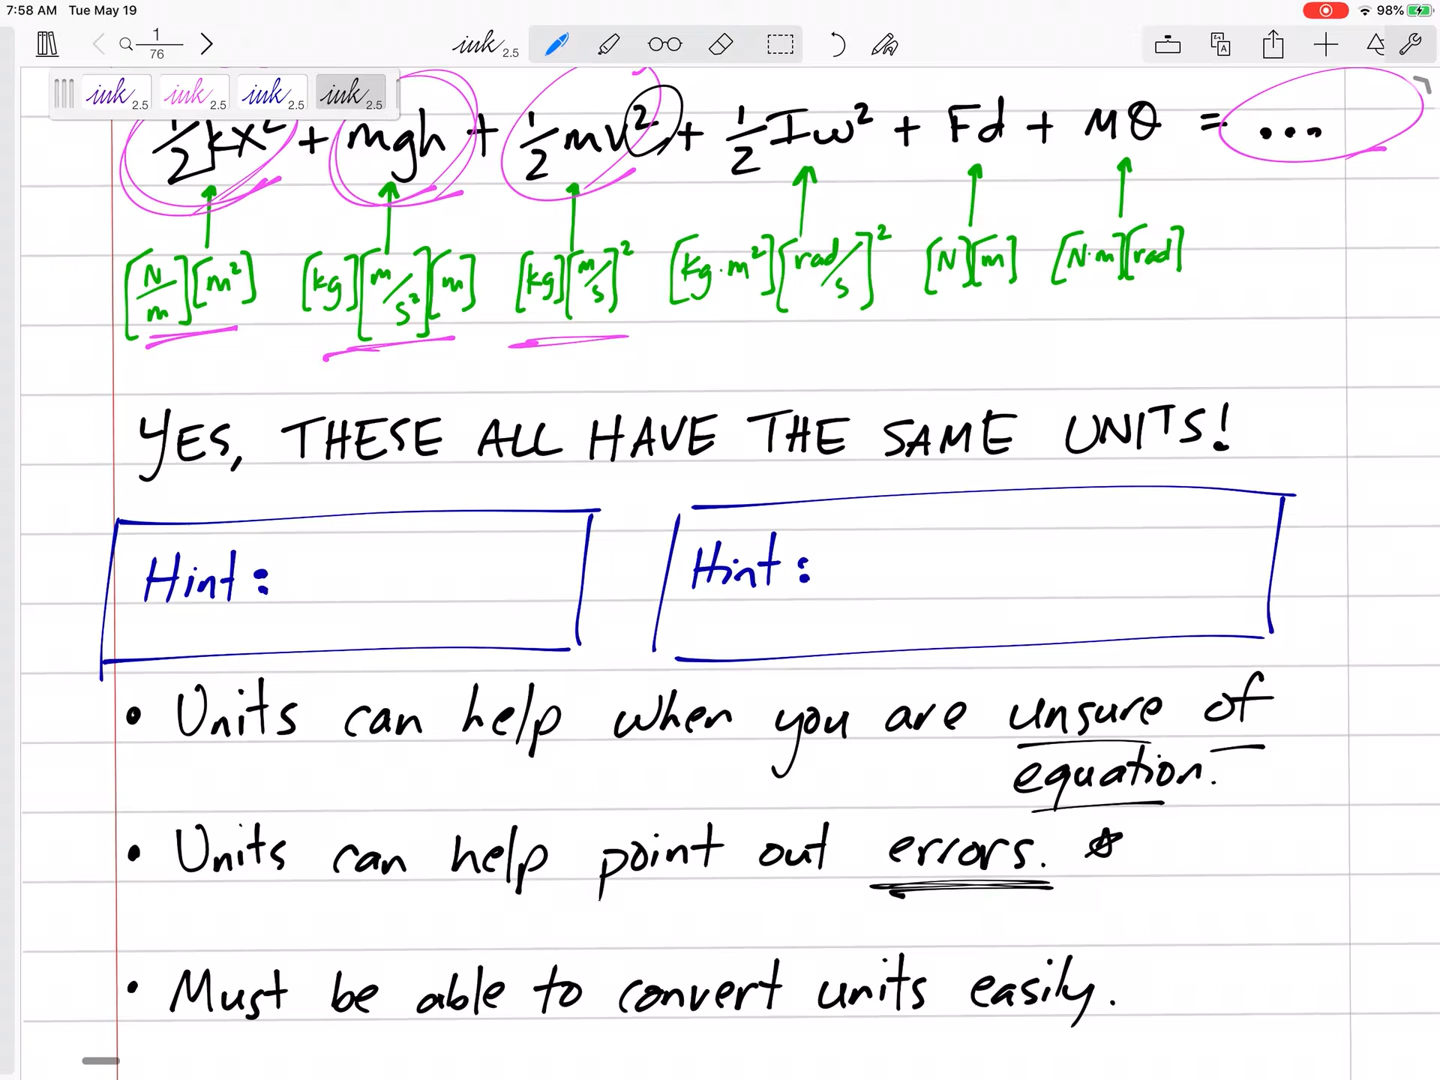 7:58 AM Tue May 19
98%
1
76
ink 2.5
ink 2.5 ink 2.5 ink 2.5 ink 2.5
½kx² + mgh + ½mv² + ½Iω² + Fd + Mθ = ...
[N/m][m²] [kg][m/s²][m] [kg][m/s]² [kg·m²][rad/s]² [N][m] [N·m][rad]
YES, THESE ALL HAVE THE SAME UNITS!
Hint: Hint:
• Units can help when you are unsure of
equation.
• Units can help point out errors. ☆
• Must be able to convert units easily.